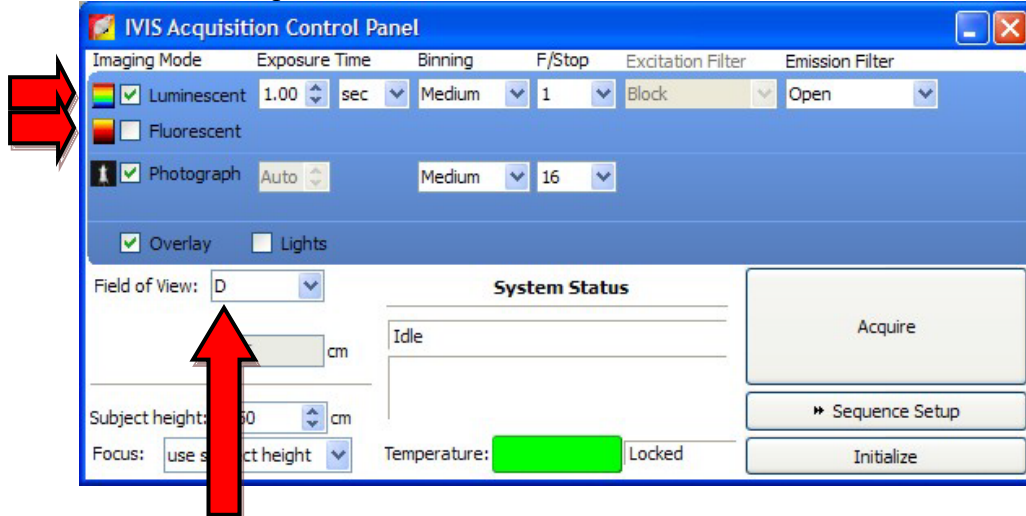 IVIS Acquisition Control Panel
Imaging Mode Exposure Time Binning F/Stop Excitation Filter Emission Filter
Luminescent 1.00 sec Medium 1 Block Open
Fluorescent
Photograph Auto Medium 16
Overlay Lights
Field of View: D
System Status
Idle
Acquire
cm
Subject height: cm
Sequence Setup
Focus: use height
Temperature: Locked
Initialize